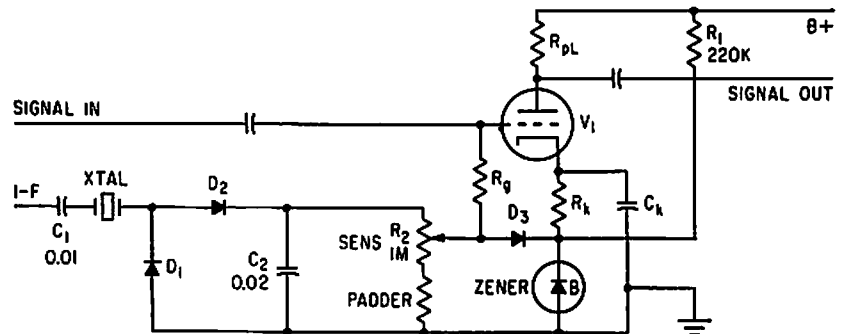 B+
R1
220K
RpL
SIGNAL OUT
SIGNAL IN
V1
Rg
I-F
XTAL
C1
0.01
D2
D1
C2
0.02
SENS
R2
1M
PADDER
D3
Rk
Ck
ZENER
B